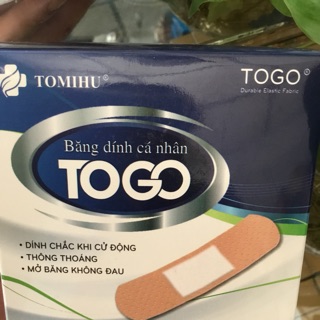 TOMIHU®
TOGO®
Durable Elastic Fabric
Băng dính cá nhân
TOGO
• DÍNH CHẮC KHI CỬ ĐỘNG
• THÔNG THOÁNG
• MỞ BĂNG KHÔNG ĐAU